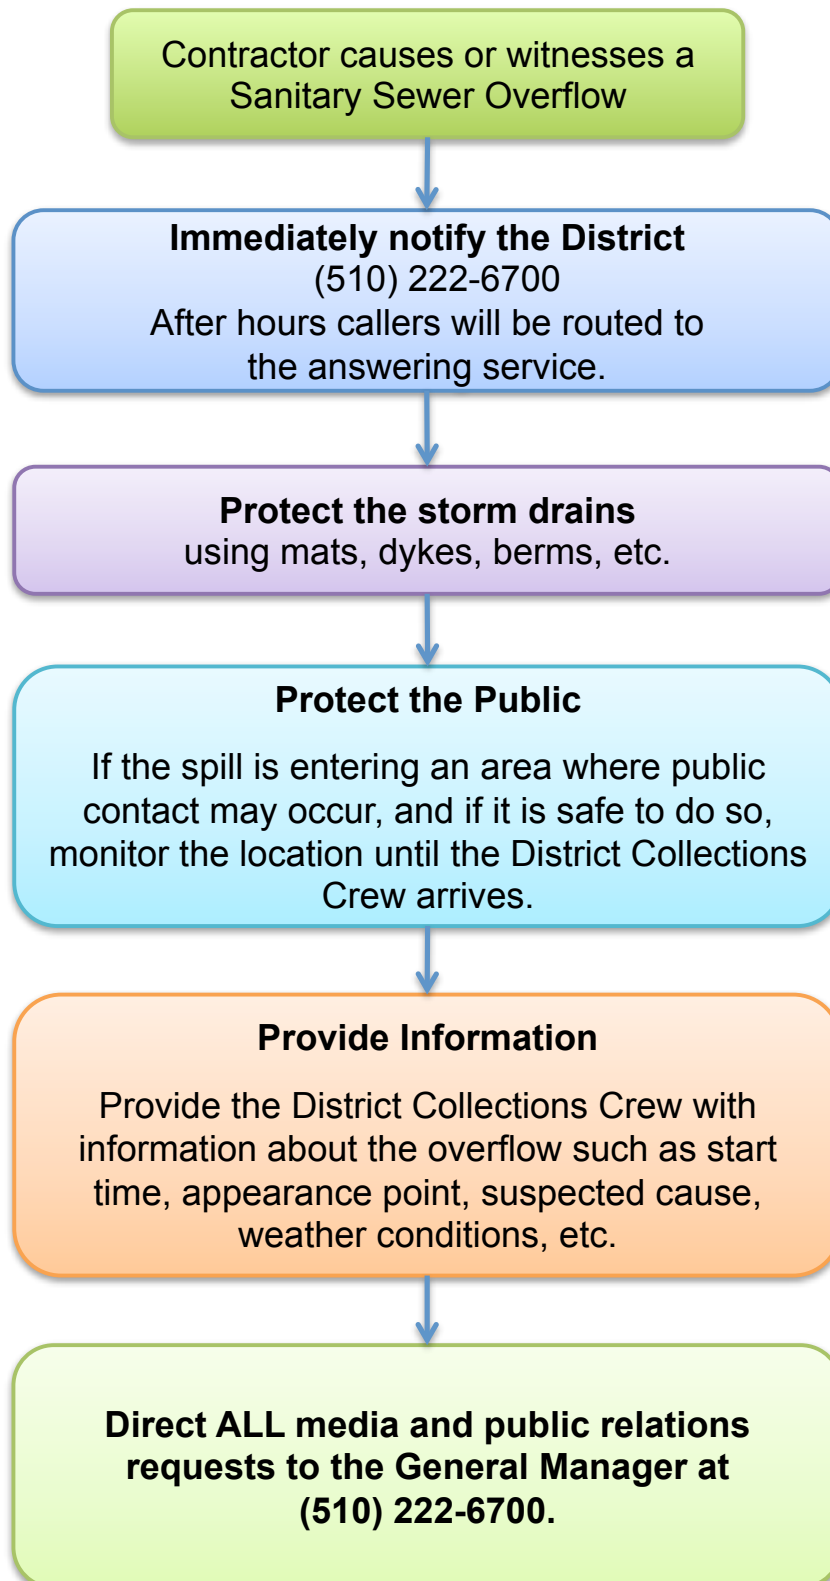 Contractor causes or witnesses a
Sanitary Sewer Overflow
Immediately notify the District
(510) 222-6700
After hours callers will be routed to
the answering service.
Protect the storm drains
using mats, dykes, berms, etc.
Protect the Public
If the spill is entering an area where public
contact may occur, and if it is safe to do so,
monitor the location until the District Collections
Crew arrives.
Provide Information
Provide the District Collections Crew with
information about the overflow such as start
time, appearance point, suspected cause,
weather conditions, etc.
Direct ALL media and public relations
requests to the General Manager at
(510) 222-6700.